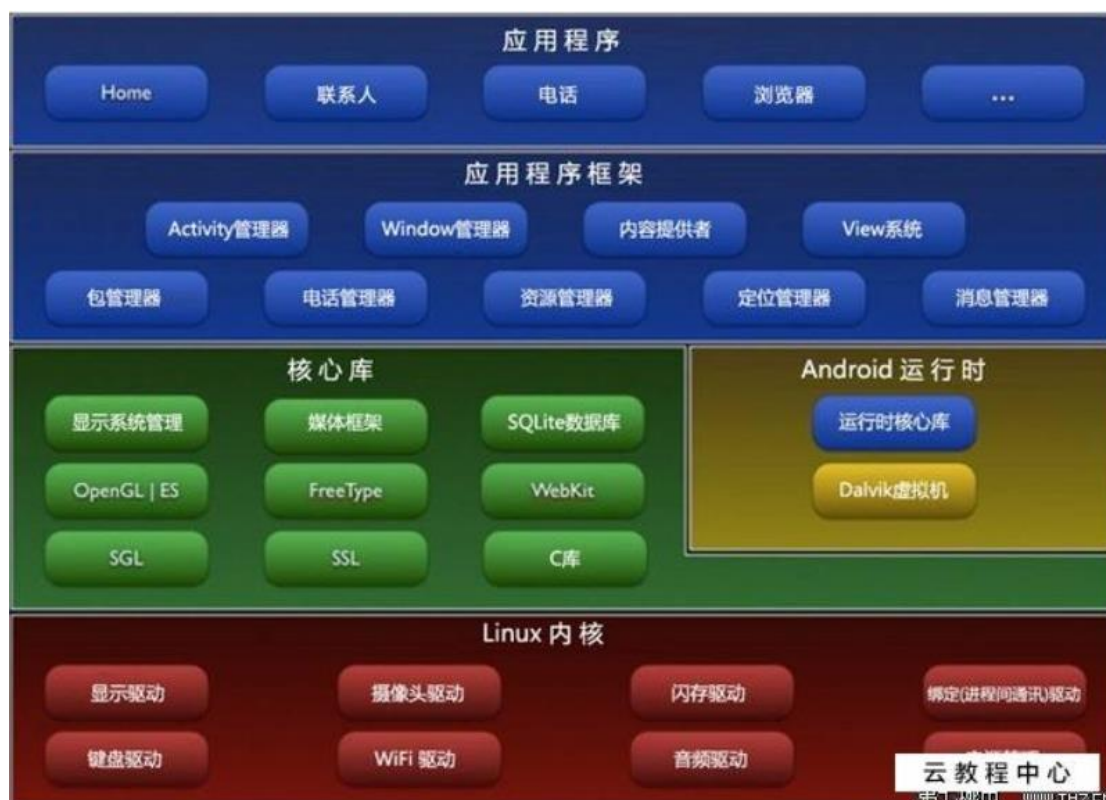 应用程序
Home 联系人 电话 浏览器 ...
应用程序框架
Activity管理器 Window管理器 内容提供者 View系统
包管理器 电话管理器 资源管理器 定位管理器 消息管理器
核心库
Android 运行时
显示系统管理 媒体框架 SQLite数据库 运行时核心库
OpenGL | ES FreeType WebKit Dalvik虚拟机
SGL SSL C库
Linux 内核
显示驱动 摄像头驱动 闪存驱动 绑定(进程间通讯)驱动
键盘驱动 WiFi 驱动 音频驱动
云教程中心